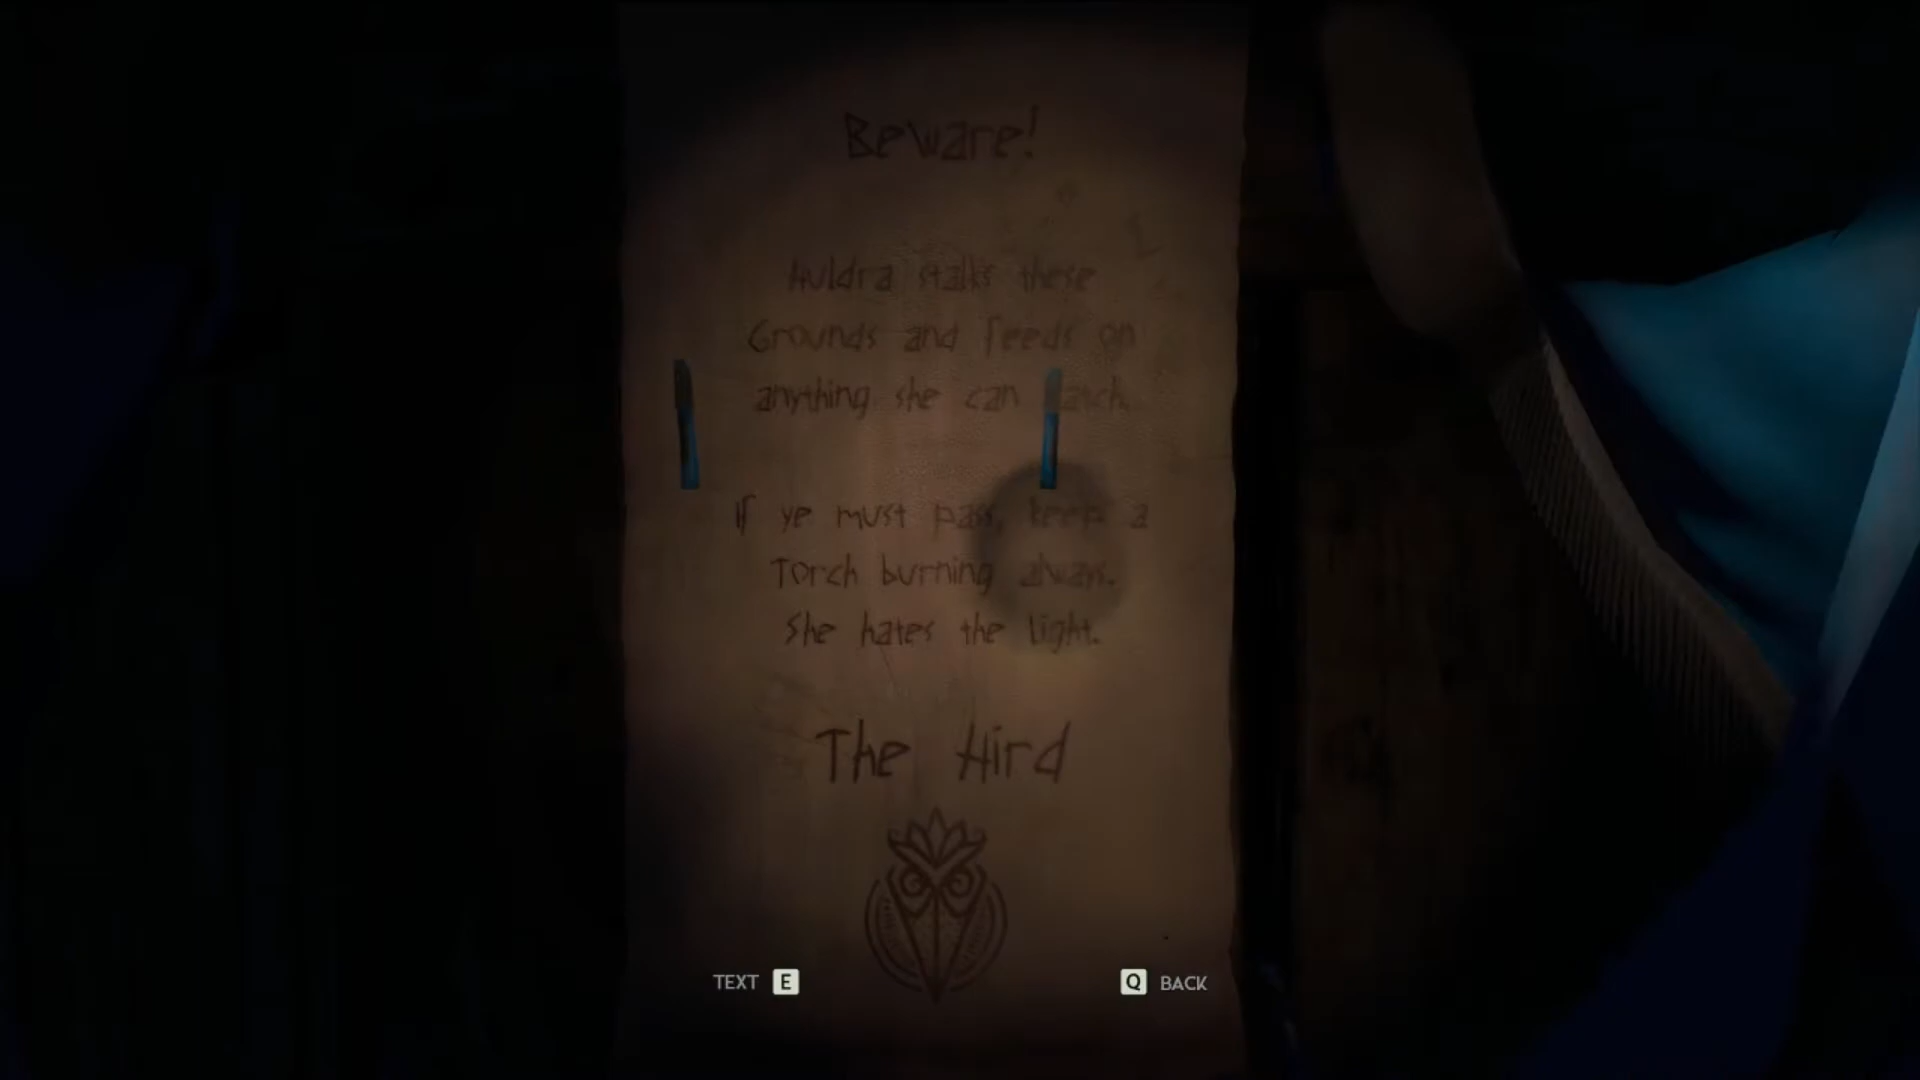 Beware!
Huldra stalks these
Grounds and feeds on
anything she can catch.
If ye must pass, keep a
Torch burning always.
She hates the light.
The Hird
TEXT E
Q BACK